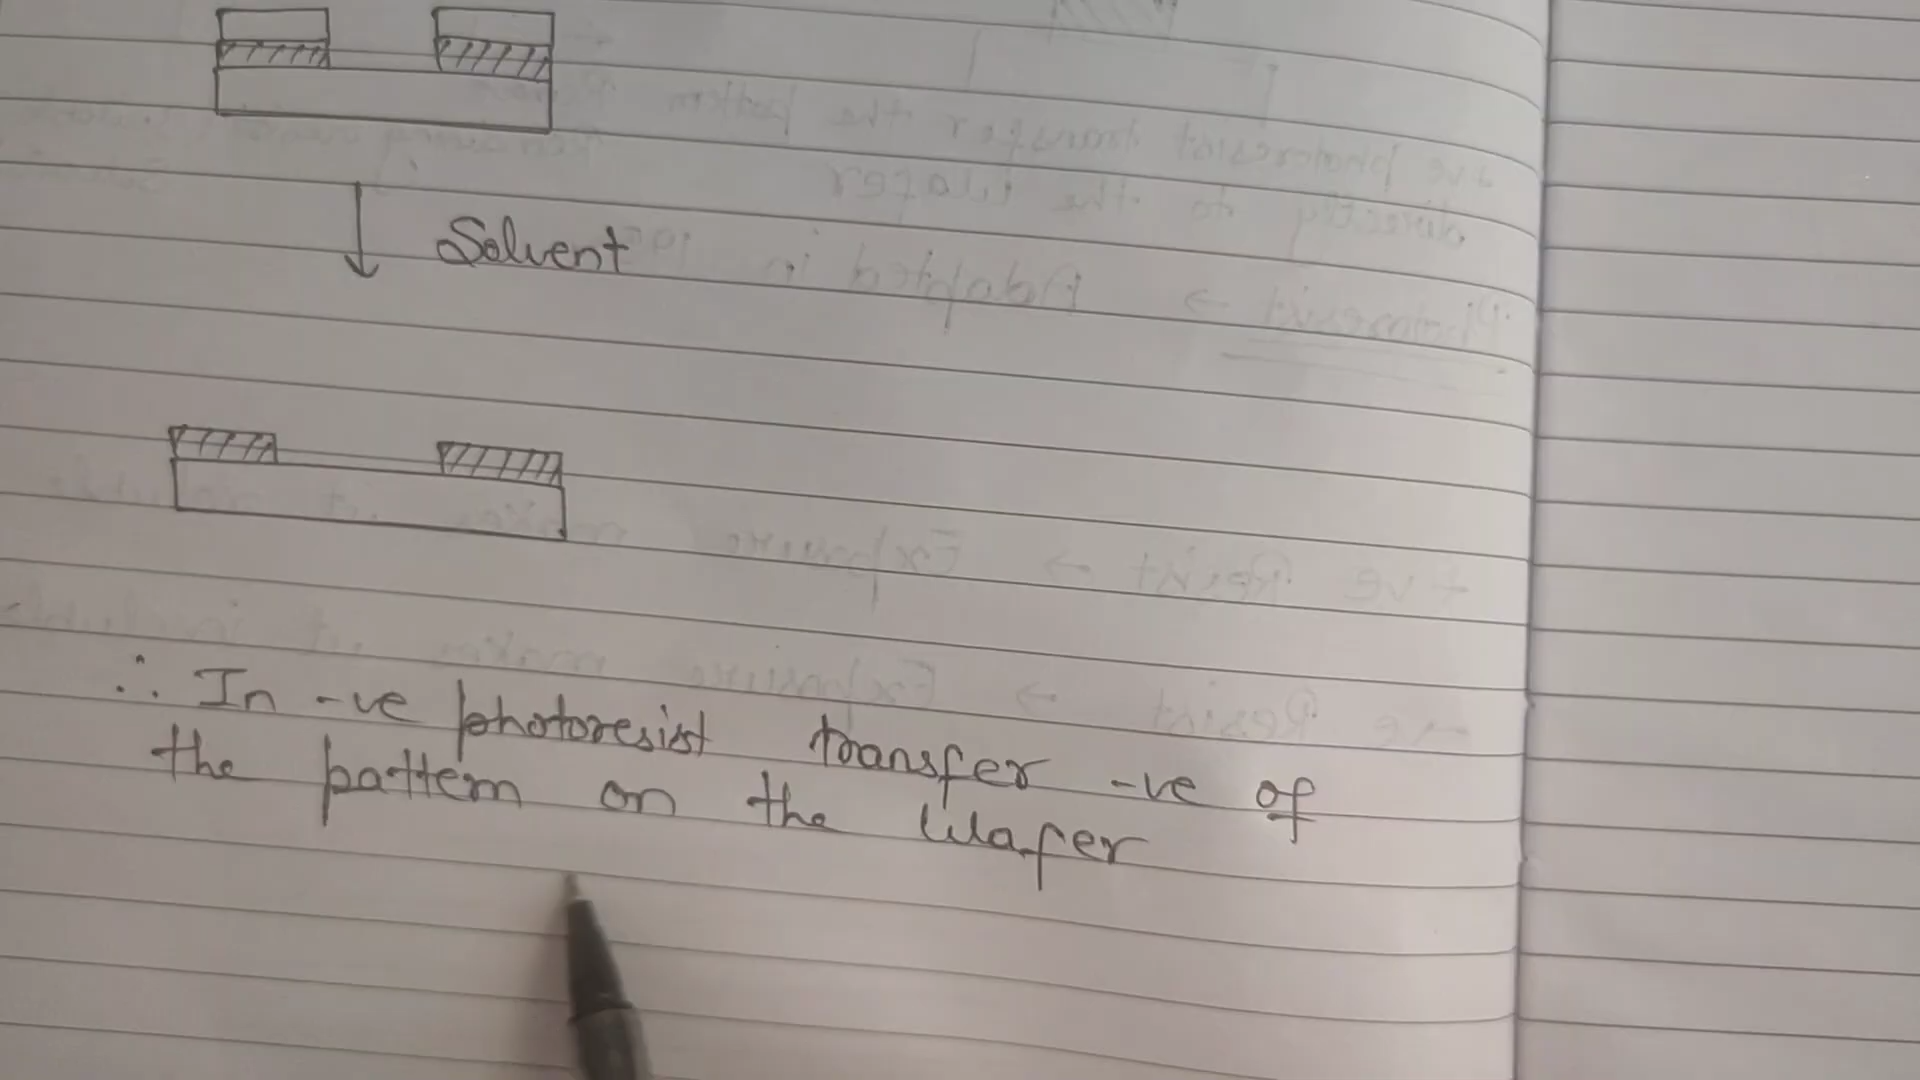 Solvent
∴ In -ve photoresist transfer -ve of
the pattern on the wafer